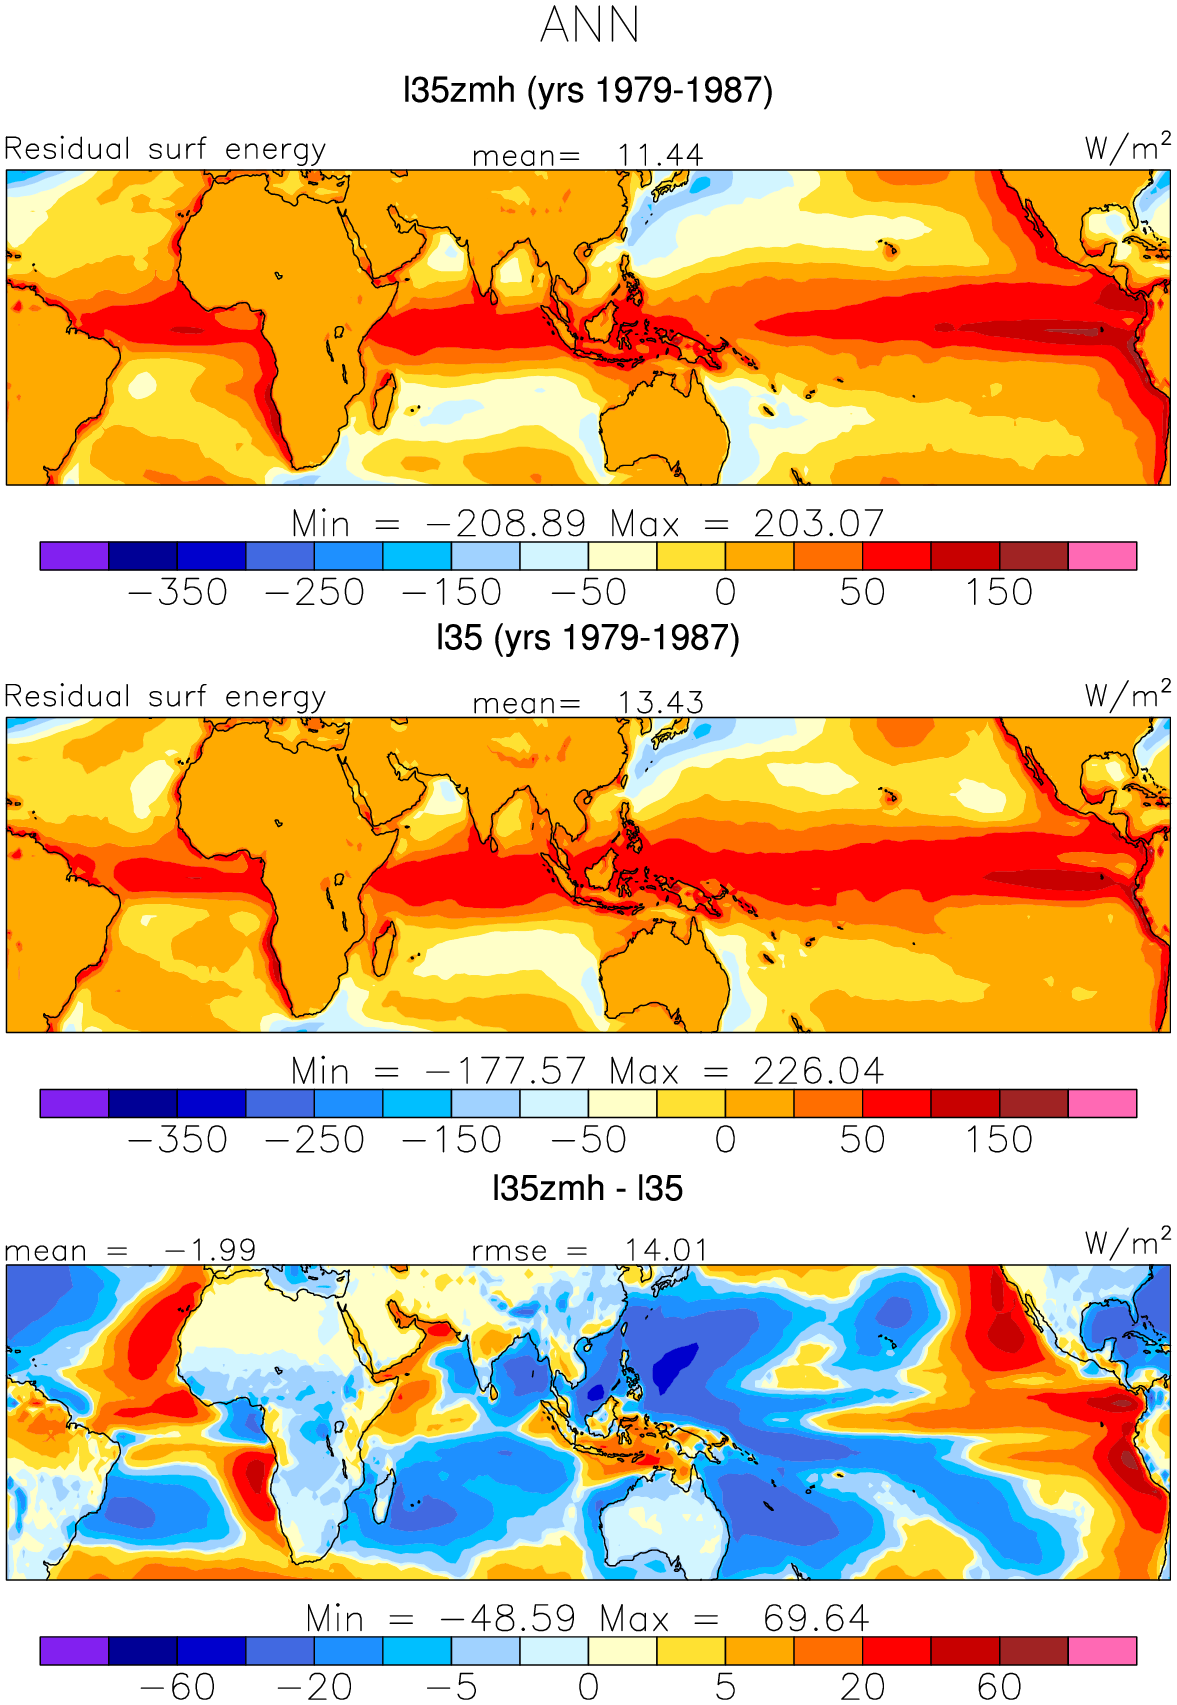 ANN
l35zmh (yrs 1979-1987)
Residual surf energy mean= 11.44 W/m²
Min = −208.89 Max = 203.07
−350 −250 −150 −50 0 50 150
l35 (yrs 1979-1987)
Residual surf energy mean= 13.43 W/m²
Min = −177.57 Max = 226.04
−350 −250 −150 −50 0 50 150
l35zmh - l35
mean = −1.99 rmse = 14.01 W/m²
Min = −48.59 Max = 69.64
−60 −20 −5 0 5 20 60